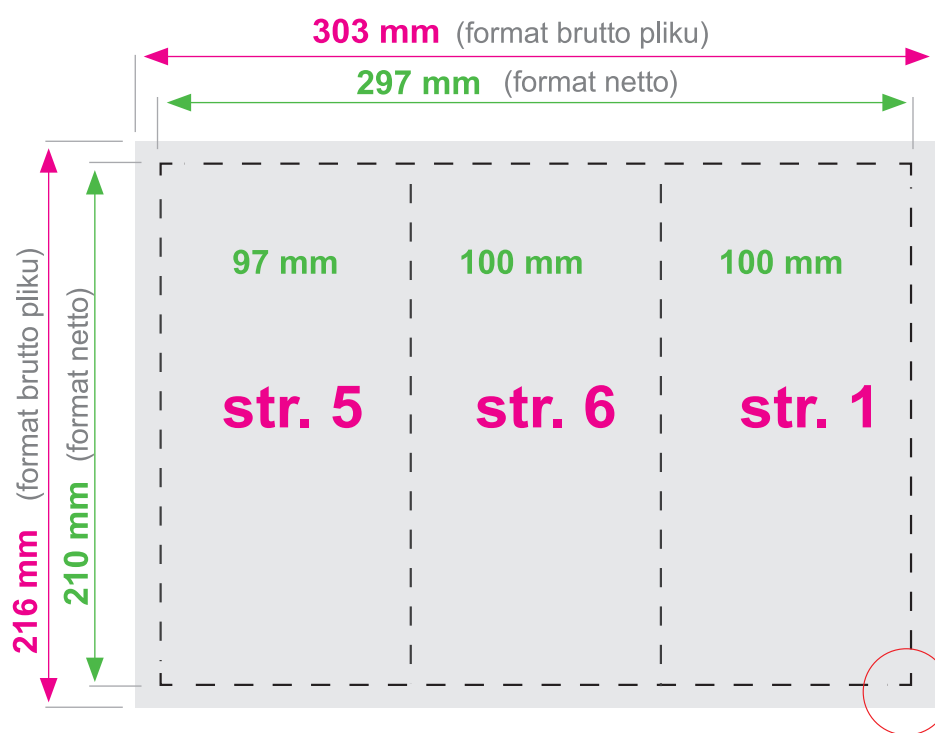 303 mm (format brutto pliku)
297 mm (format netto)
216 mm (format brutto pliku)
210 mm (format netto)
97 mm
100 mm
100 mm
str. 5
str. 6
str. 1